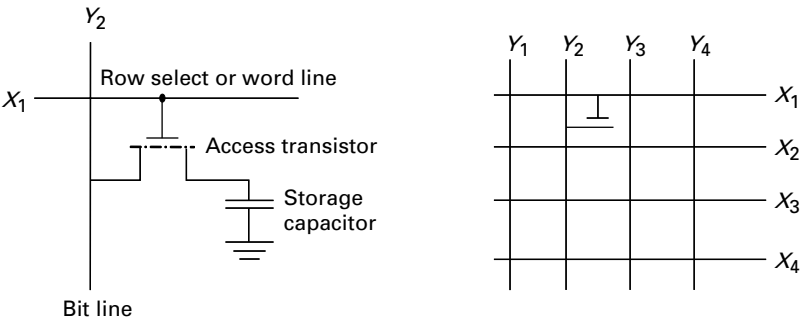 Y2
Row select or word line
X1
Access transistor
Storage
capacitor
Bit line
Y1 Y2 Y3 Y4
X1
X2
X3
X4